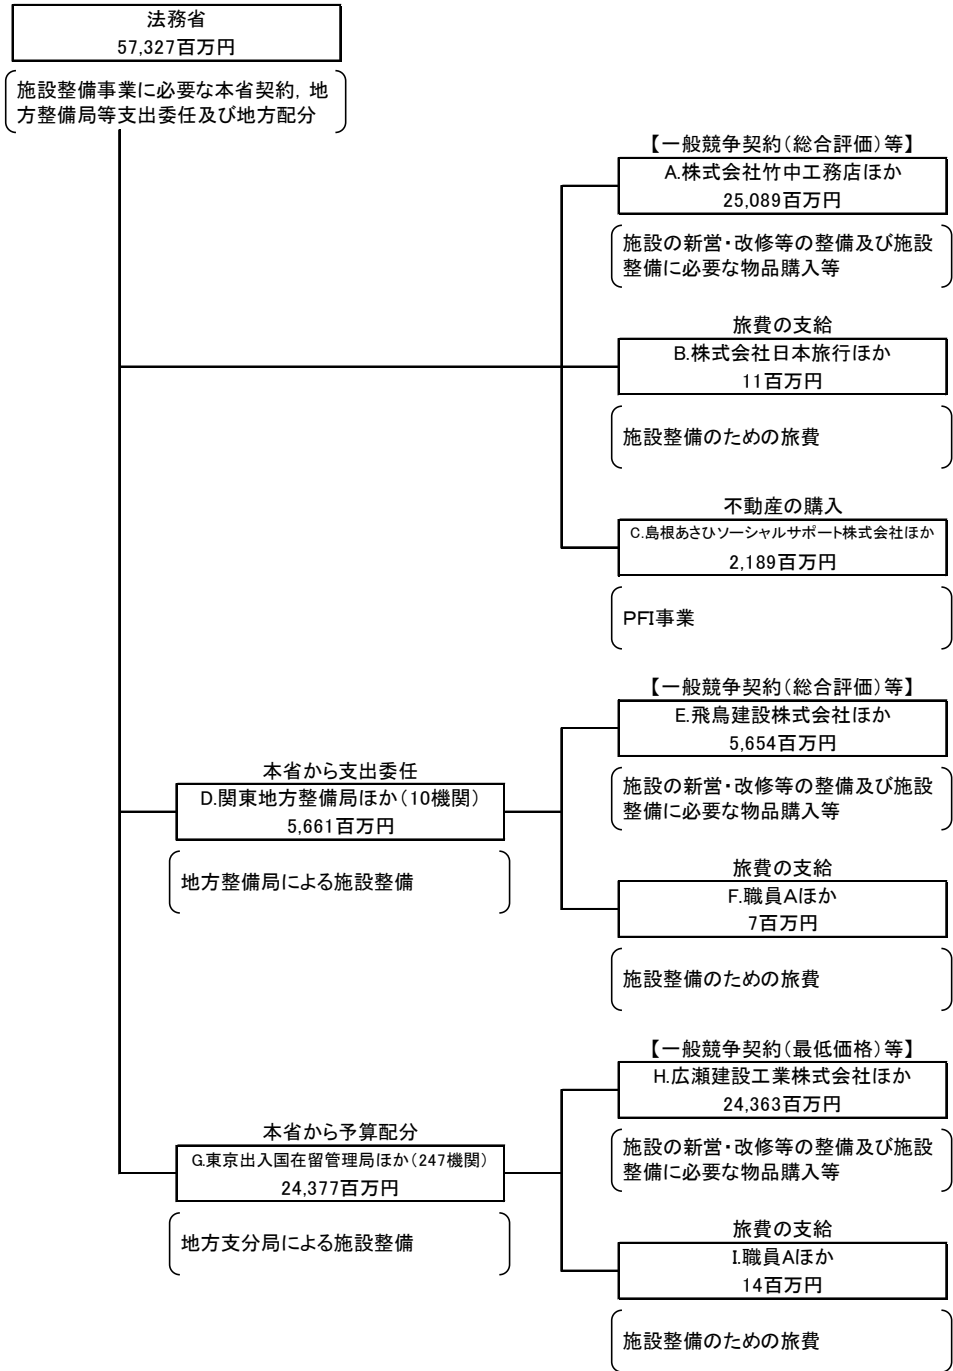 法務省
57,327百万円
施設整備事業に必要な本省契約，地
方整備局等支出委任及び地方配分
【一般競争契約（総合評価）等】
A.株式会社竹中工務店ほか
25,089百万円
施設の新営・改修等の整備及び施設
整備に必要な物品購入等
旅費の支給
B.株式会社日本旅行ほか
11百万円
施設整備のための旅費
不動産の購入
C.島根あさひソーシャルサポート株式会社ほか
2,189百万円
PFI事業
本省から支出委任
D.関東地方整備局ほか（10機関）
5,661百万円
地方整備局による施設整備
【一般競争契約（総合評価）等】
E.飛島建設株式会社ほか
5,654百万円
施設の新営・改修等の整備及び施設
整備に必要な物品購入等
旅費の支給
F.職員Aほか
7百万円
施設整備のための旅費
本省から予算配分
G.東京出入国在留管理局ほか（247機関）
24,377百万円
地方支分局による施設整備
【一般競争契約（最低価格）等】
H.広瀬建設工業株式会社ほか
24,363百万円
施設の新営・改修等の整備及び施設
整備に必要な物品購入等
旅費の支給
I.職員Aほか
14百万円
施設整備のための旅費